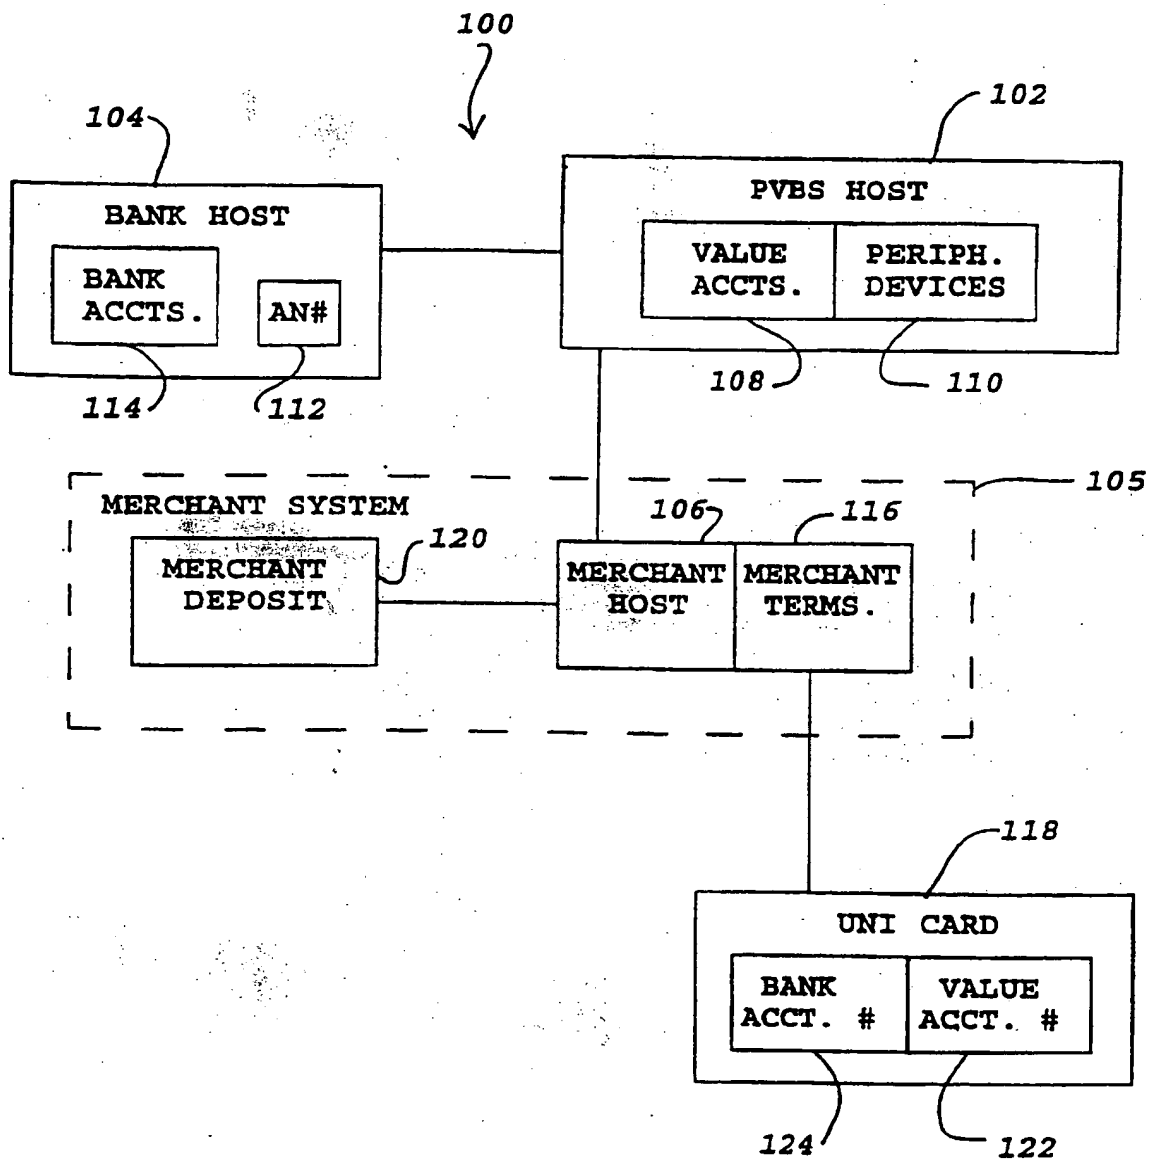 100
104
102
BANK HOST
BANK
ACCTS.
AN#
PVBS HOST
VALUE
ACCTS.
PERIPH.
DEVICES
114
112
108
110
105
MERCHANT SYSTEM
120
106
116
MERCHANT
DEPOSIT
MERCHANT
HOST
MERCHANT
TERMS.
118
UNI CARD
BANK
ACCT. #
VALUE
ACCT. #
124
122